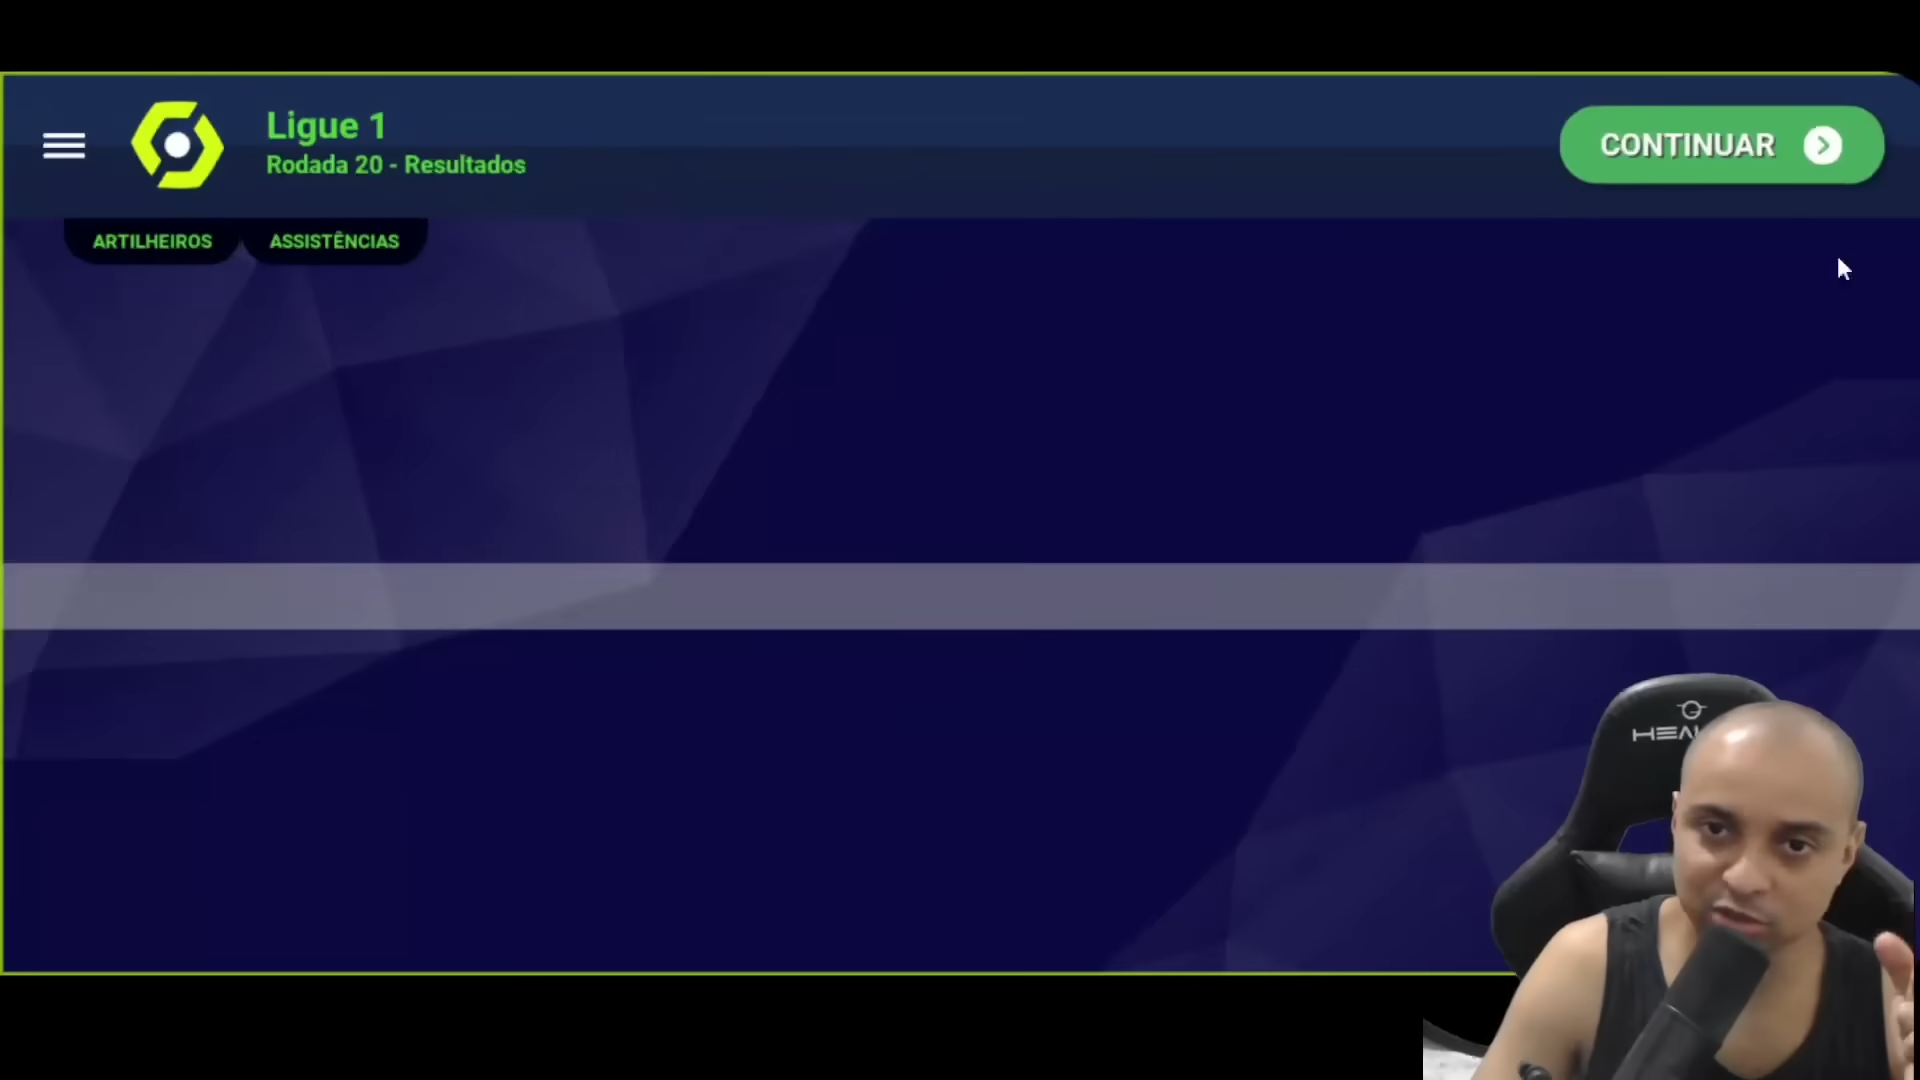 Ligue 1
Rodada 20 - Resultados
CONTINUAR
ARTILHEIROS
ASSISTÊNCIAS